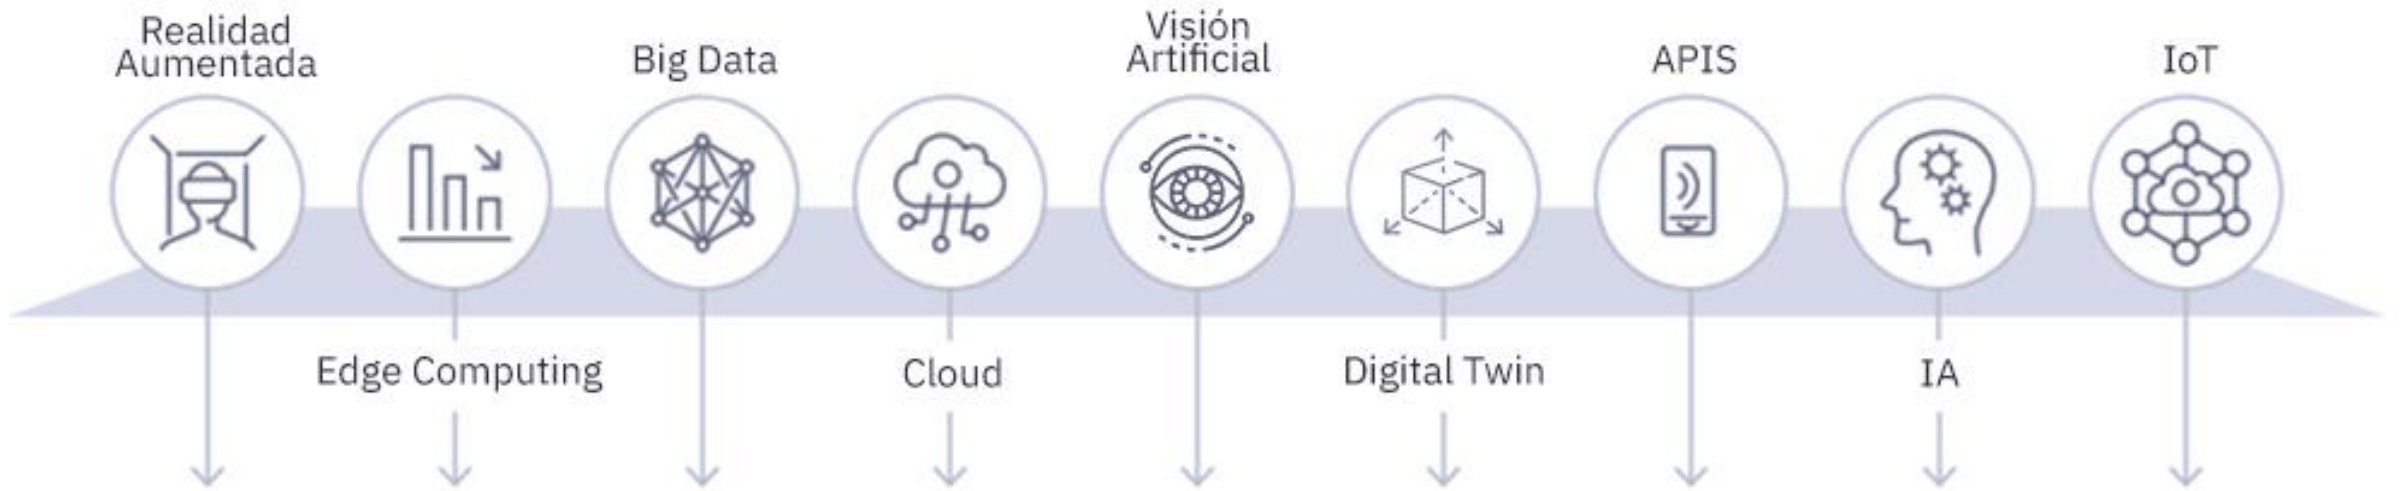 Realidad
Aumentada
Big Data
Visión
Artificial
APIS
IoT
Edge Computing
Cloud
Digital Twin
IA